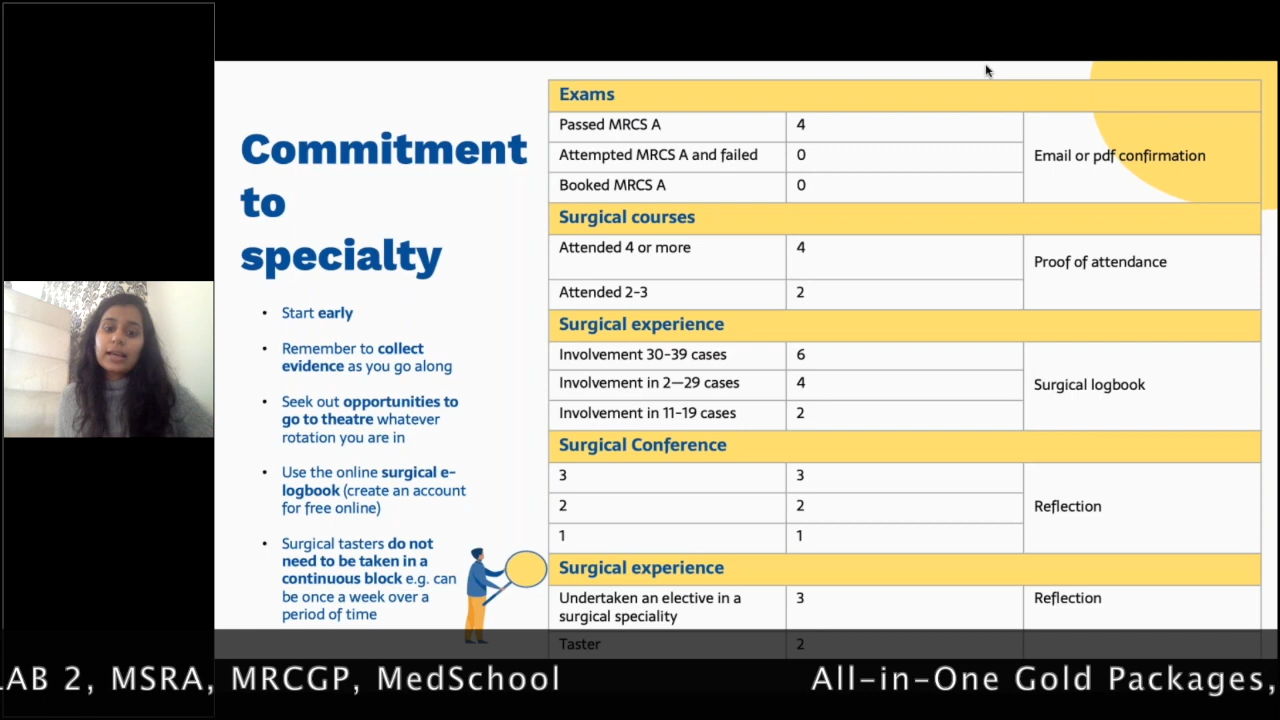 Commitment
to
specialty
• Start early
• Remember to collect
evidence as you go along
• Seek out opportunities to
go to theatre whatever
rotation you are in
• Use the online surgical e-
logbook (create an account
for free online)
• Surgical tasters do not
need to be taken in a
continuous block e.g. can
be once a week over a
period of time
Exams
Passed MRCS A 4
Attempted MRCS A and failed 0 Email or pdf confirmation
Booked MRCS A 0
Surgical courses
Attended 4 or more 4 Proof of attendance
Attended 2-3 2
Surgical experience
Involvement 30-39 cases 6
Involvement in 2—29 cases 4 Surgical logbook
Involvement in 11-19 cases 2
Surgical Conference
3 3
2 2 Reflection
1 1
Surgical experience
Undertaken an elective in a
surgical speciality 3 Reflection
Taster 2
LAB 2, MSRA, MRCGP, MedSchool All-in-One Gold Packages,